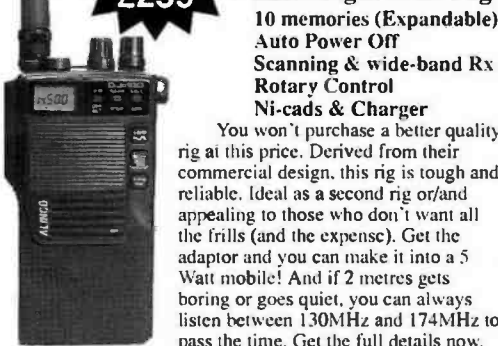 £239
10 memories (Expandable)
Auto Power Off
Scanning & wide-band Rx
Rotary Control
Ni-cads & Charger
You won't purchase a better quality
rig at this price. Derived from their
commercial design, this rig is tough and
reliable. Ideal as a second rig or/and
appealing to those who don't want all
the frills (and the expense). Get the
adaptor and you can make it into a 5
Watt mobile! And if 2 metres gets
boring or goes quiet, you can always
listen between 130MHz and 174MHz to
pass the time. Get the full details now.
ALINCO